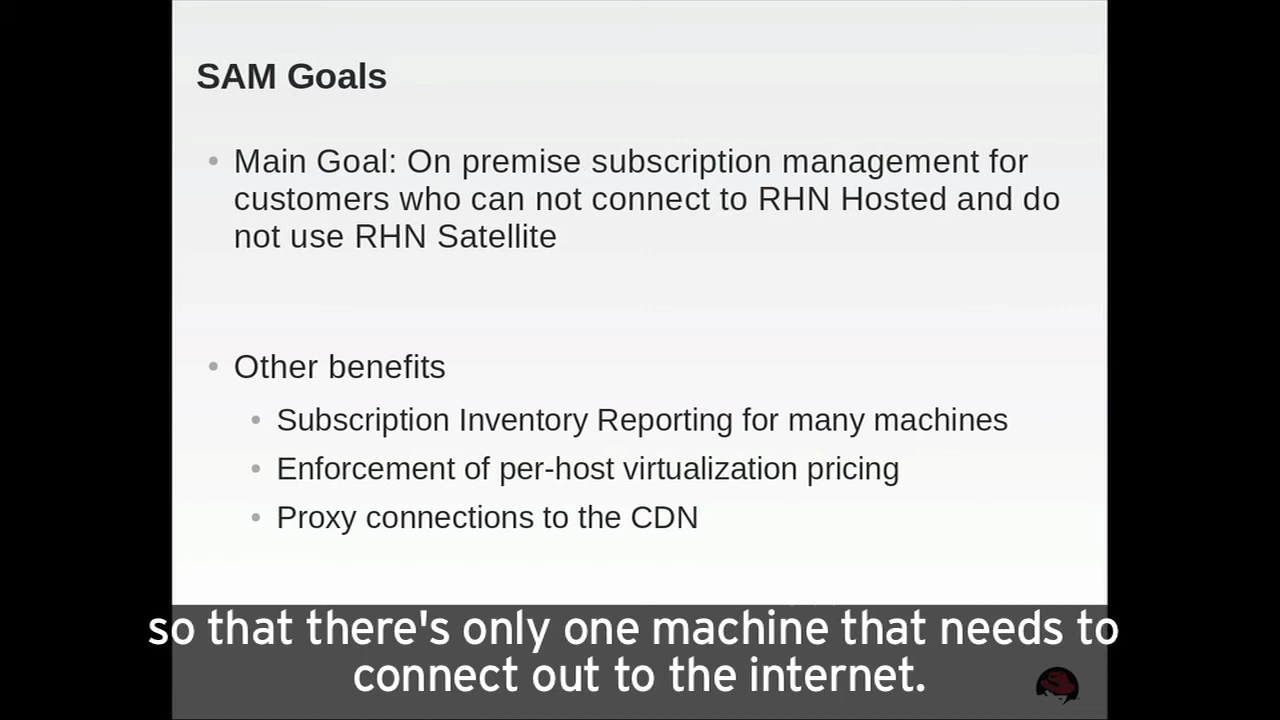 SAM Goals
Main Goal: On premise subscription management for
customers who can not connect to RHN Hosted and do
not use RHN Satellite
Other benefits
Subscription Inventory Reporting for many machines
Enforcement of per-host virtualization pricing
Proxy connections to the CDN
so that there's only one machine that needs to
connect out to the internet.